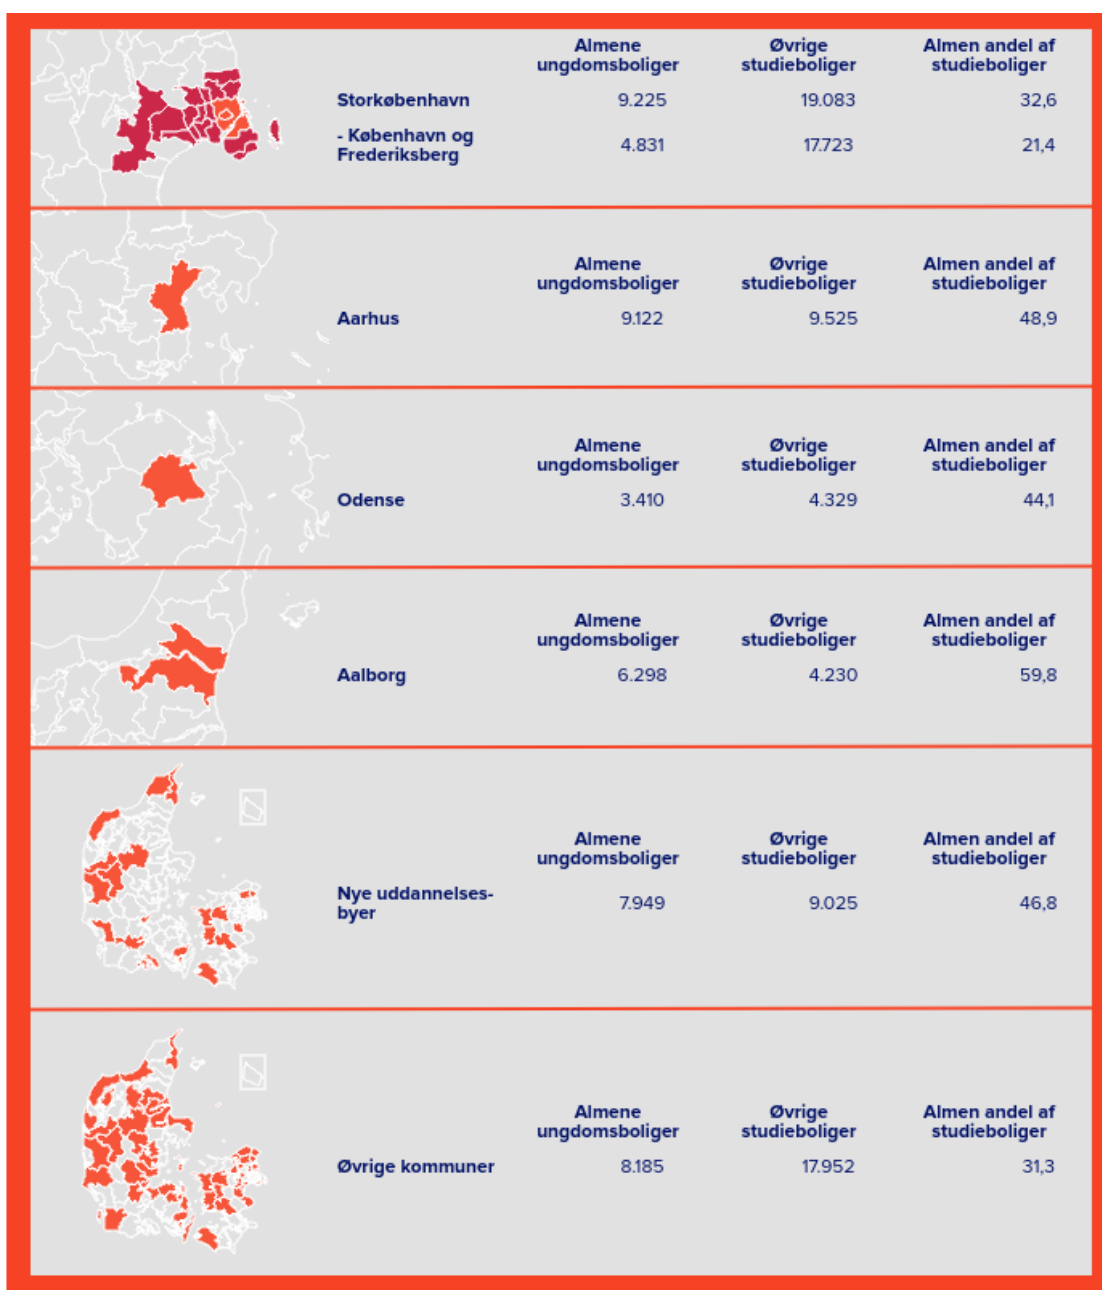 Almene ungdomsboliger Øvrige studieboliger Almen andel af studieboliger
Storkøbenhavn 9.225 19.083 32,6
- København og Frederiksberg 4.831 17.723 21,4
Almene ungdomsboliger Øvrige studieboliger Almen andel af studieboliger
Aarhus 9.122 9.525 48,9
Almene ungdomsboliger Øvrige studieboliger Almen andel af studieboliger
Odense 3.410 4.329 44,1
Almene ungdomsboliger Øvrige studieboliger Almen andel af studieboliger
Aalborg 6.298 4.230 59,8
Almene ungdomsboliger Øvrige studieboliger Almen andel af studieboliger
Nye uddannelses-byer 7.949 9.025 46,8
Almene ungdomsboliger Øvrige studieboliger Almen andel af studieboliger
Øvrige kommuner 8.185 17.952 31,3